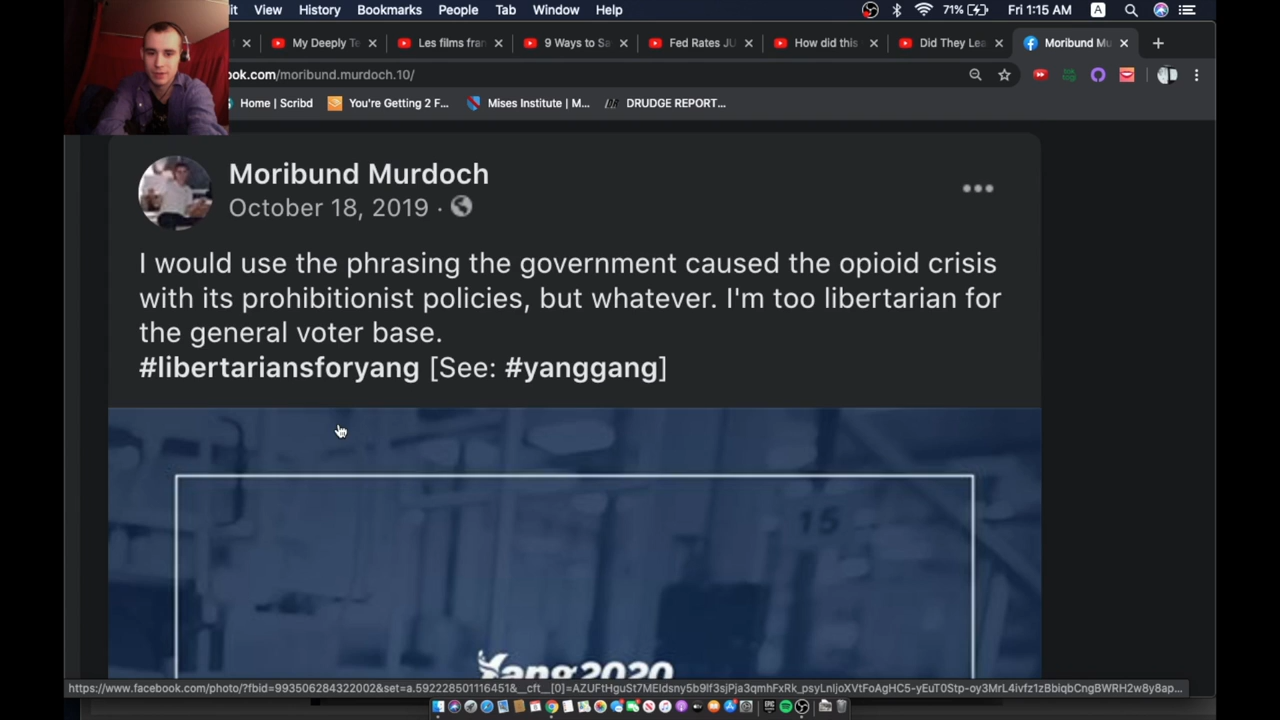 it View History Bookmarks People Tab Window Help 71% Fri 1:15 AM A
t My Deeply Te Les films fran 9 Ways to Sa Fed Rates JU How did this Did They Lea Moribund Mu
ook.com/moribund.murdoch.10/
Home | Scribd You're Getting 2 F... Mises Institute | M... DRUDGE REPORT...
Moribund Murdoch
October 18, 2019 ·
I would use the phrasing the government caused the opioid crisis
with its prohibitionist policies, but whatever. I'm too libertarian for
the general voter base.
#libertariansforyang [See: #yanggang]
15
Yang2020